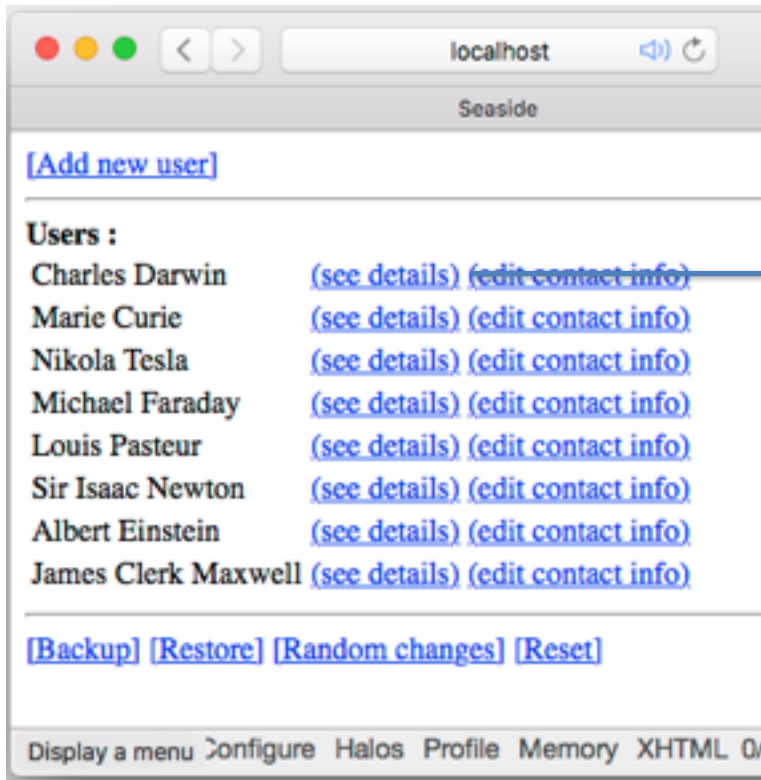 localhost
Seaside
[Add new user]
Users :
Charles Darwin (see details) (edit contact info)
Marie Curie (see details) (edit contact info)
Nikola Tesla (see details) (edit contact info)
Michael Faraday (see details) (edit contact info)
Louis Pasteur (see details) (edit contact info)
Sir Isaac Newton (see details) (edit contact info)
Albert Einstein (see details) (edit contact info)
James Clerk Maxwell (see details) (edit contact info)
[Backup] [Restore] [Random changes] [Reset]
Display a menu Configure Halos Profile Memory XHTML 0/